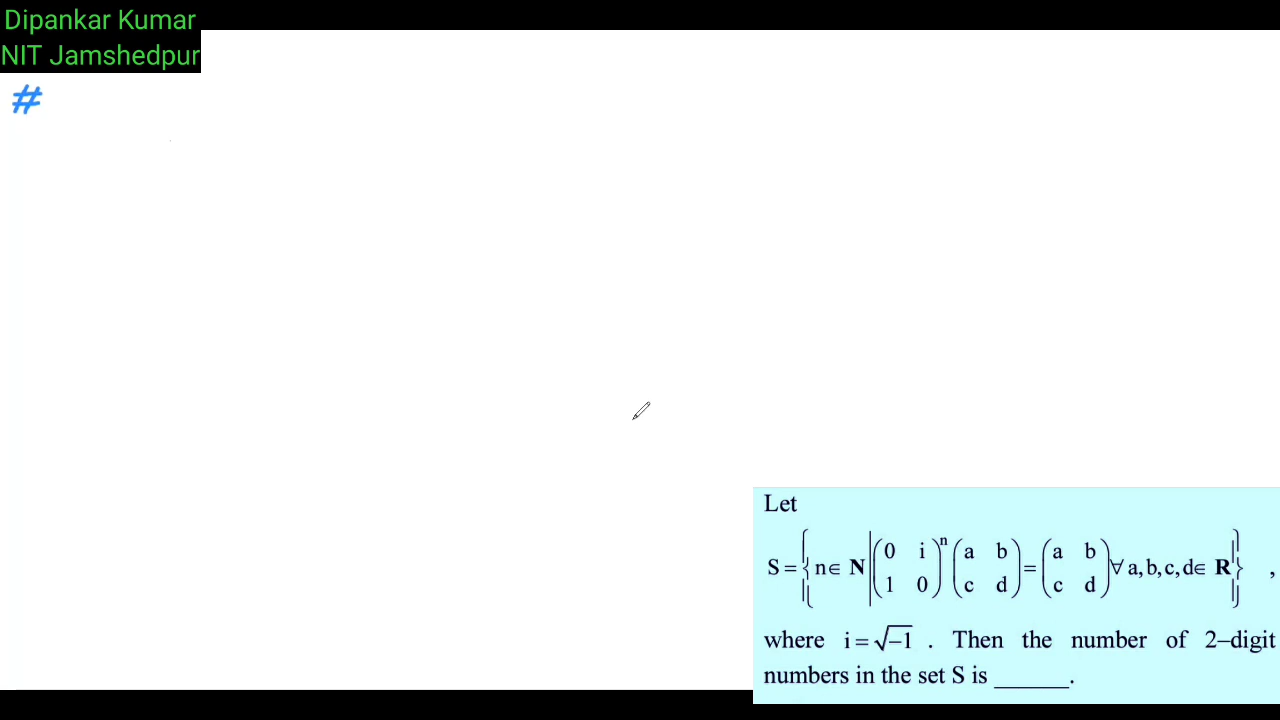 Dipankar Kumar
NIT Jamshedpur
#
Let
S = { n ∈ N | ( 0 i 1 0 )ⁿ ( a b c d ) = ( a b c d ) ∀ a, b, c, d ∈ R } ,
where i = √−1 . Then the number of 2–digit
numbers in the set S is ______.